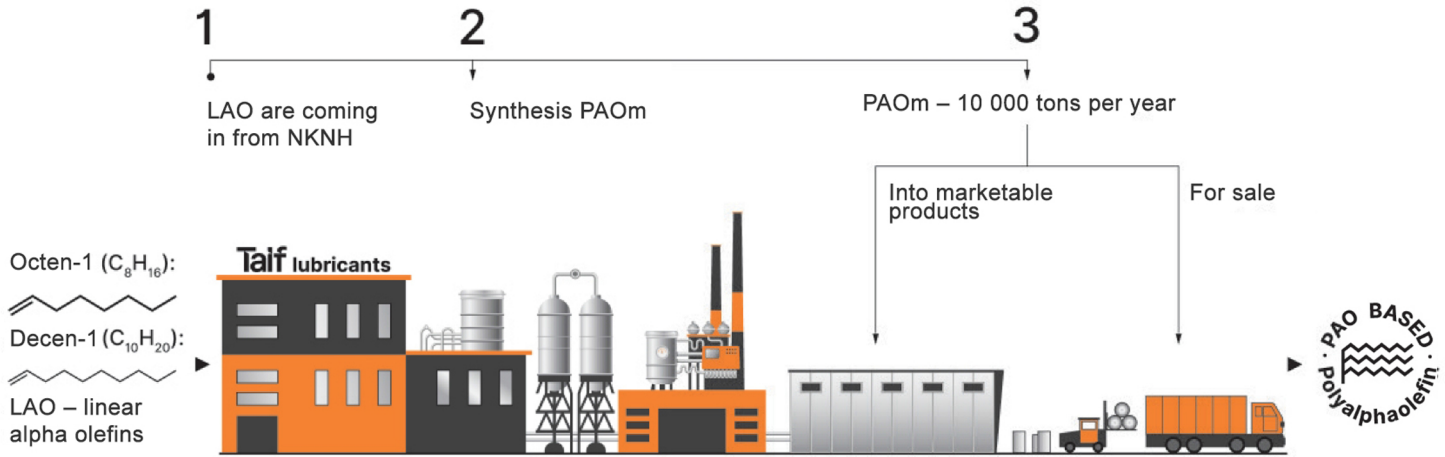 1
2
3
LAO are coming
in from NKNH
Synthesis PAOm
PAOm – 10 000 tons per year
Into marketable
products
For sale
Octen-1 (C₈H₁₆):
Decen-1 (C₁₀H₂₀):
LAO – linear
alpha olefins
Taif lubricants
· PAO BASED ·
Polyalphaolefin